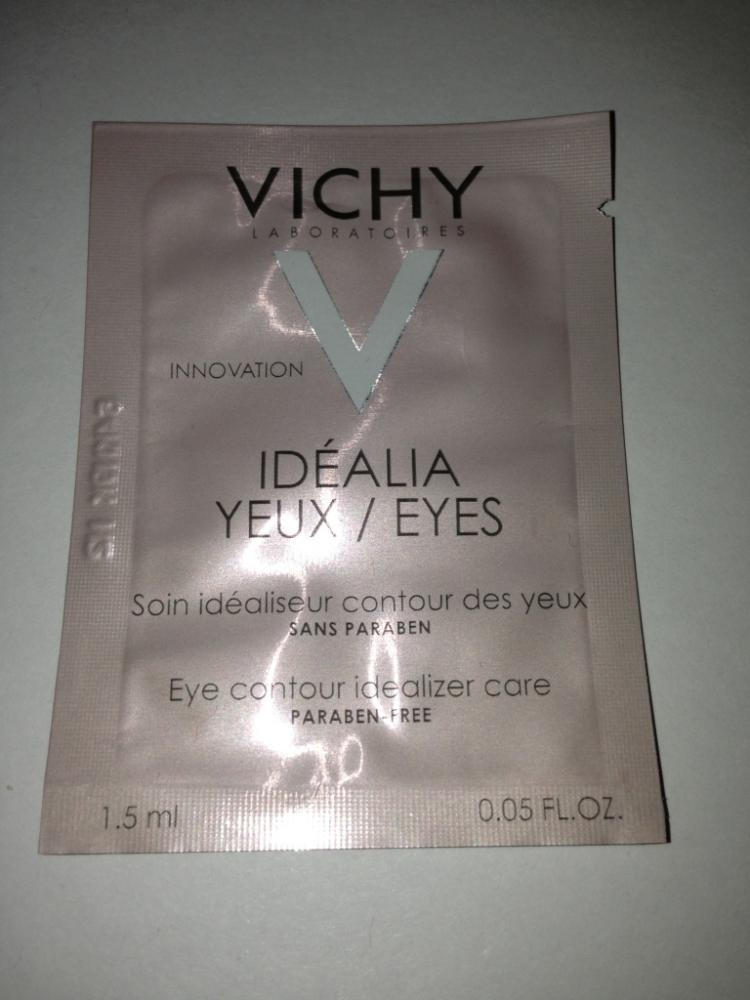 VICHY
LABORATOIRES
V
INNOVATION
IDÉALIA
YEUX / EYES
Soin idéaliseur contour des yeux
SANS PARABEN
Eye contour idealizer care
PARABEN-FREE
1.5 ml 0.05 FL.OZ.